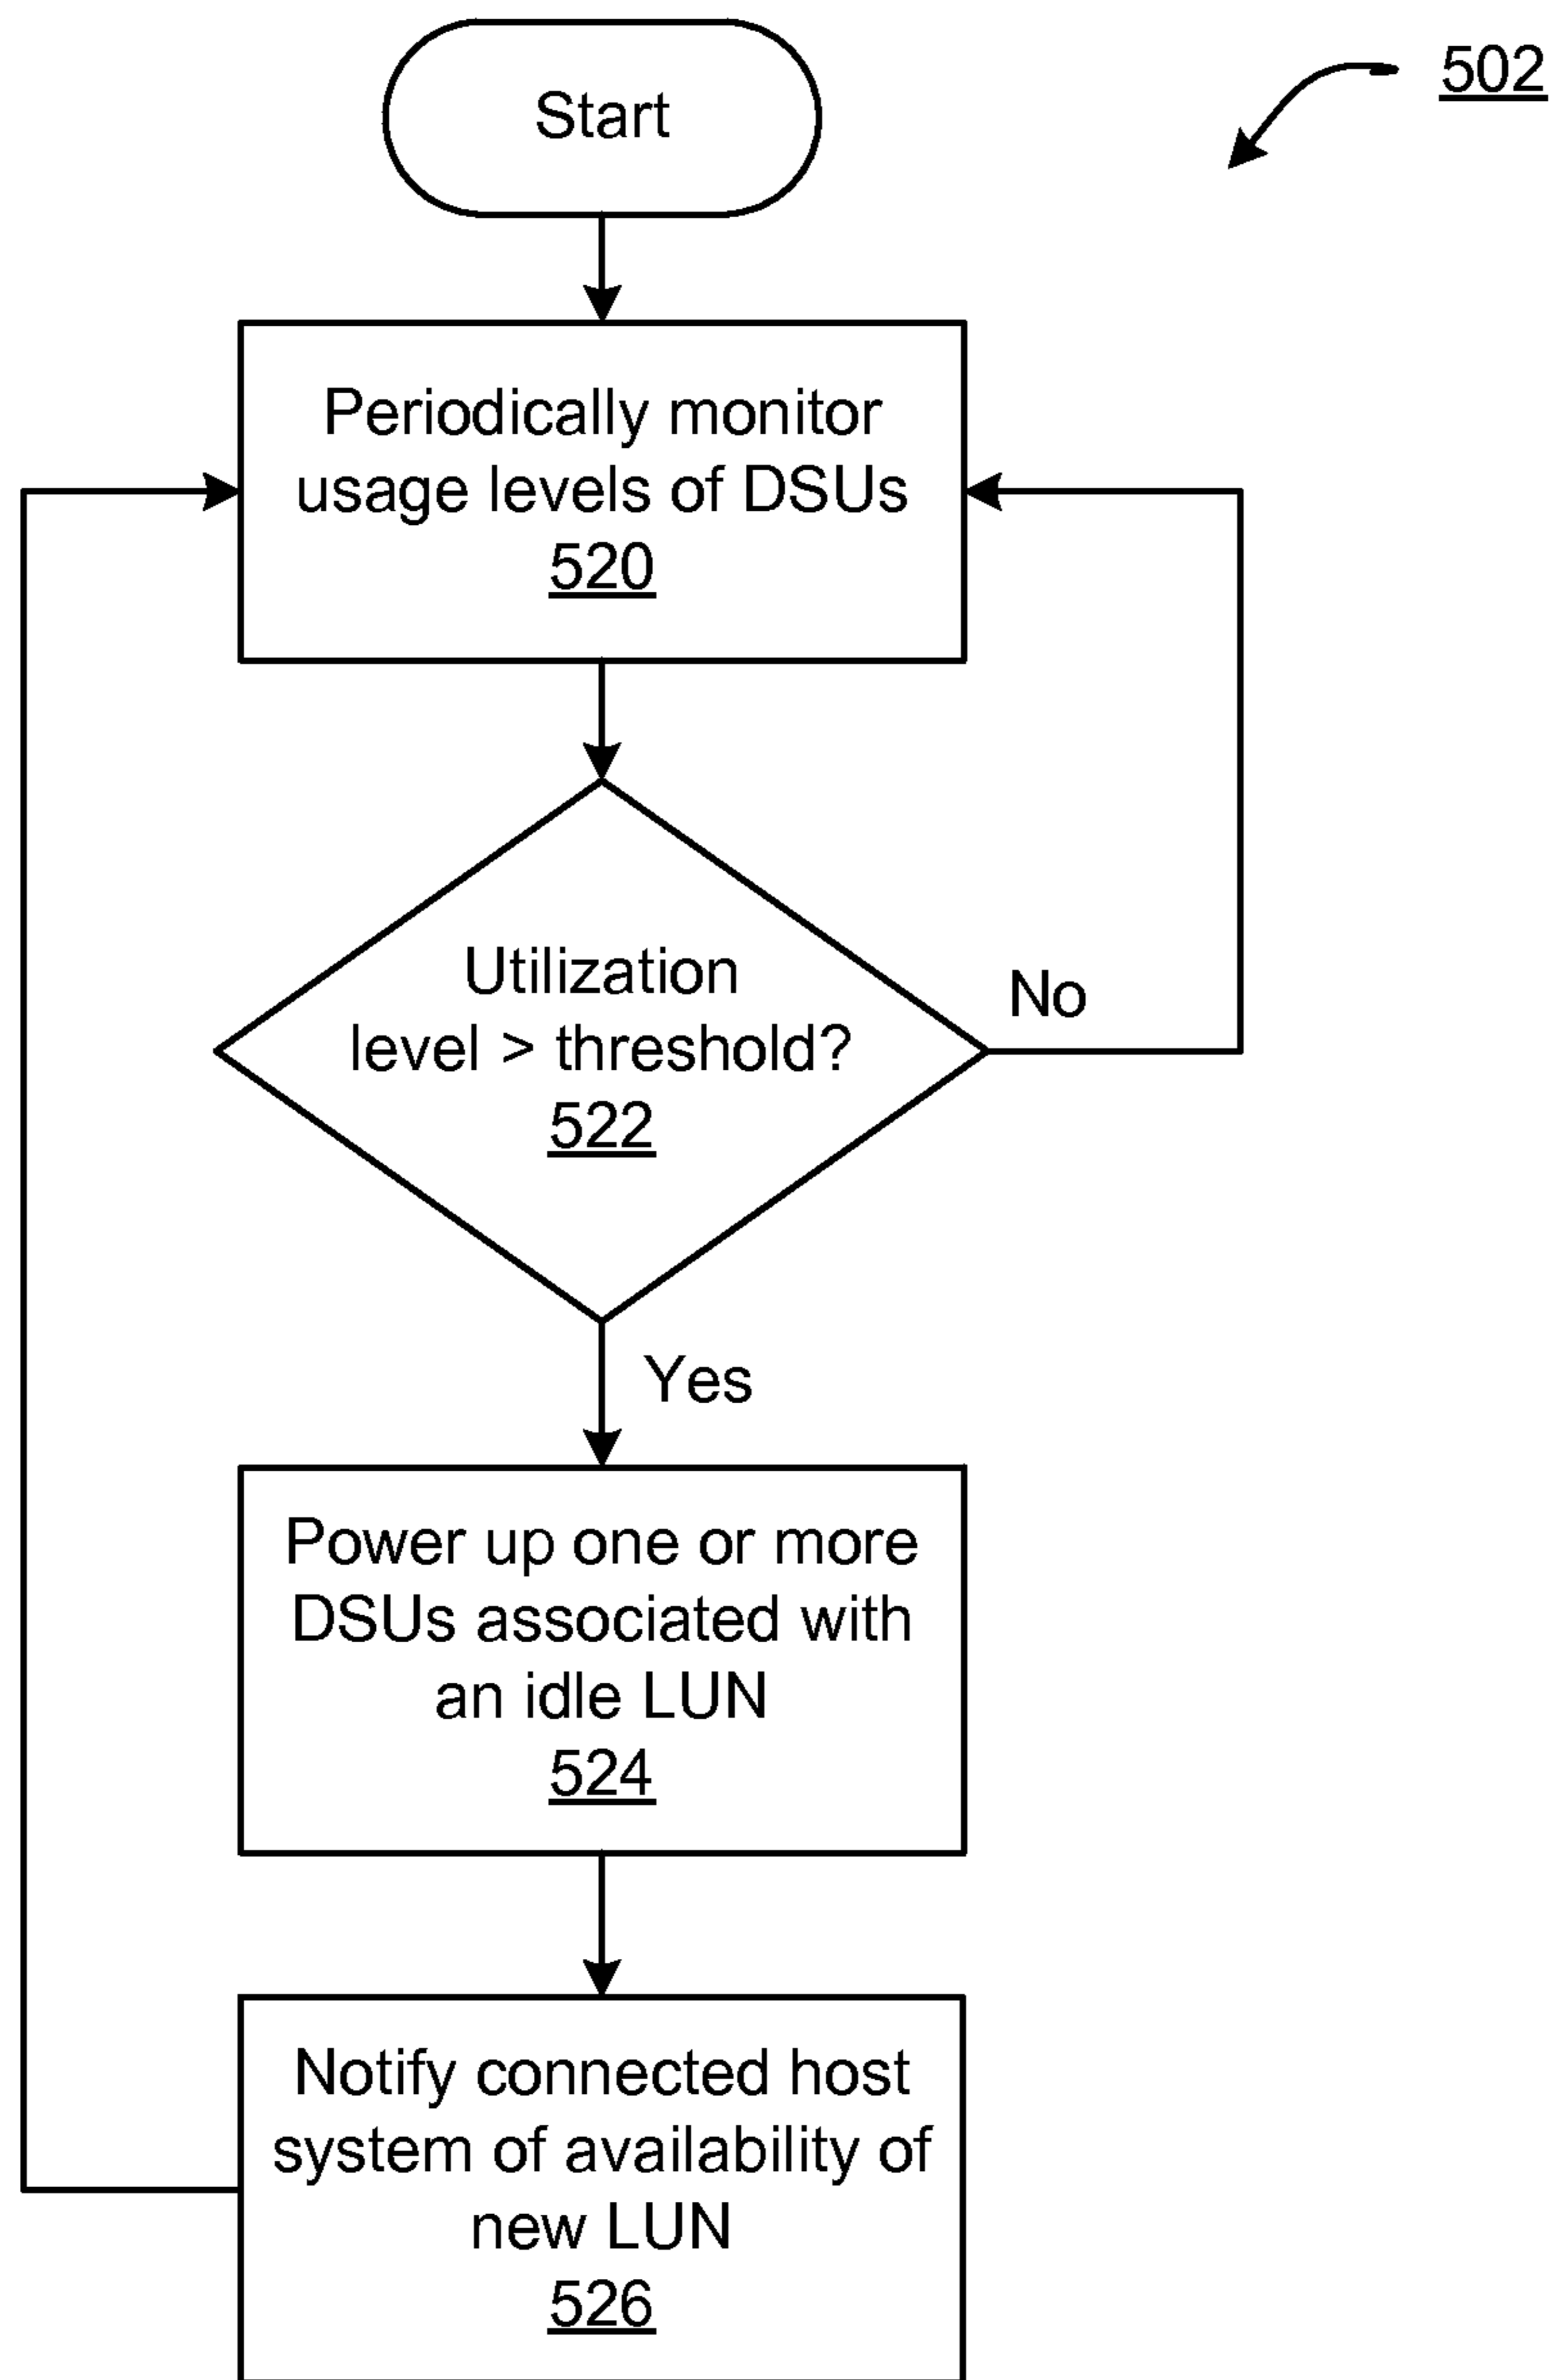 Start
502
Periodically monitor
usage levels of DSUs
520
Utilization
level > threshold?
522
No
Yes
Power up one or more
DSUs associated with
an idle LUN
524
Notify connected host
system of availability of
new LUN
526